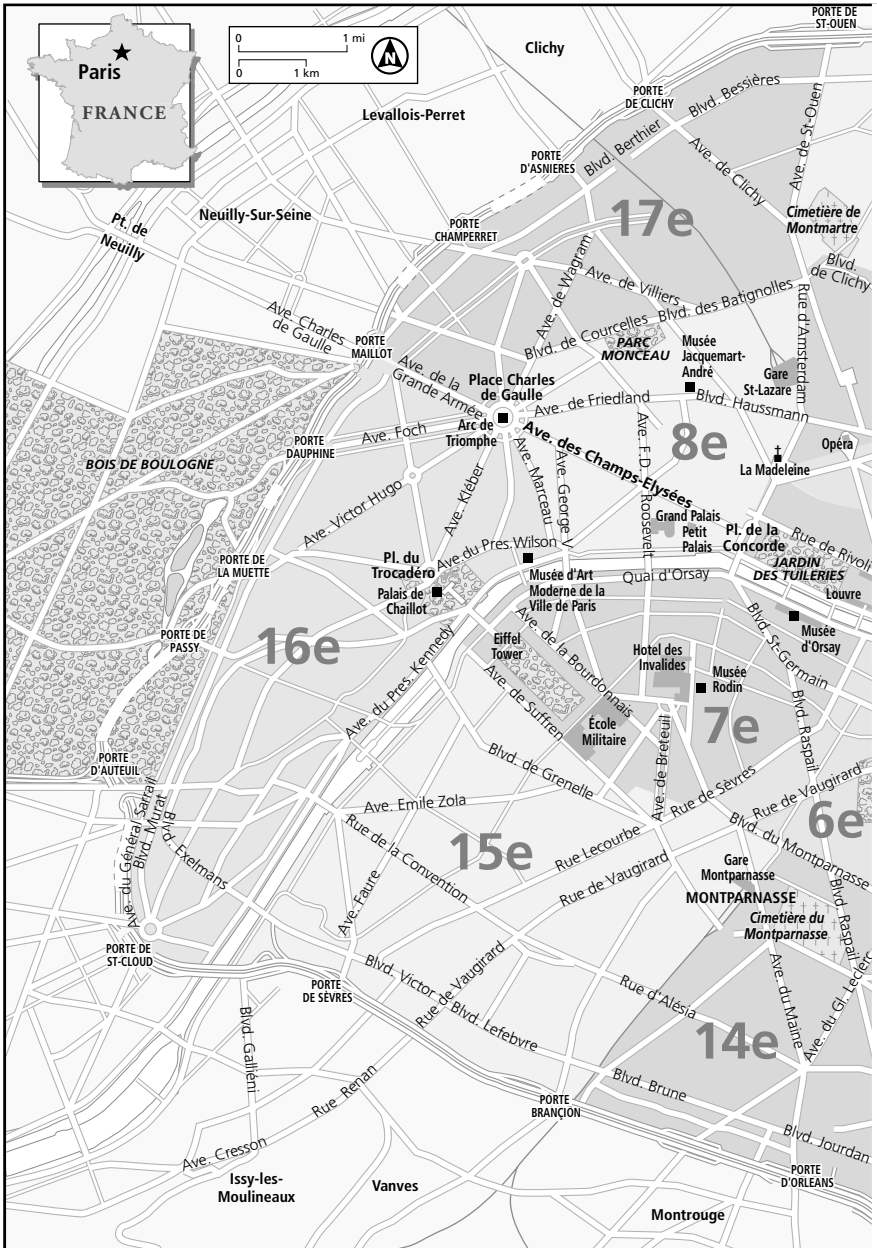 PORTE DE
ST-OUEN
0 1 mi
0 1 km
N
Paris
FRANCE
Clichy
PORTE
DE CLICHY
Blvd. Bessières
Ave. de St-Ouen
Levallois-Perret
Blvd. Berthier
Ave. de Clichy
PORTE
D'ASNIERES
Neuilly-Sur-Seine
17e
Cimetière de
Montmartre
Pt. de
Neuilly
PORTE
CHAMPERRET
Blvd.
de Clichy
Ave. de Wagram
Ave. de Villiers
Blvd. des Batignolles
Rue d'Amsterdam
Ave. Charles
de Gaulle
PORTE
MAILLOT
Blvd. de Courcelles
PARC
MONCEAU
Musée
Jacquemart-
André
Gare
St-Lazare
Ave. de la
Grande Armée
Place Charles
de Gaulle
Ave. de Friedland
Blvd. Haussmann
Arc de
Triomphe
Ave. Foch
PORTE
DAUPHINE
Ave. des Champs-Elysées
8e
Opéra
La Madeleine
BOIS DE BOULOGNE
Ave. Victor Hugo
Ave. Kléber
Ave. Marceau
Ave. George V
Ave. F.D. Roosevelt
Grand Palais
Petit
Palais
Pl. de la
Concorde
Rue de Rivoli
JARDIN
DES TUILERIES
Louvre
PORTE DE
LA MUETTE
Pl. du
Trocadéro
Ave du Pres. Wilson
Palais de
Chaillot
Musée d'Art
Moderne de la
Ville de Paris
Quai d'Orsay
Musée
d'Orsay
PORTE DE
PASSY
16e
Ave. du Pres. Kennedy
Eiffel
Tower
Ave. de la Bourdonnais
Hotel des
Invalides
Musée
Rodin
Blvd. St-Germain
Ave. de Suffren
École
Militaire
7e
Blvd. Raspail
PORTE
D'AUTEUIL
Blvd. de Grenelle
Ave. de Breteuil
Rue de Sèvres
Rue de Vaugirard
6e
Ave. du Général Sarrail
Blvd. Murat
Blvd. Exelmans
Ave. Emile Zola
Rue de la Convention
15e
Rue Lecourbe
Rue de Vaugirard
Blvd. du Montparnasse
Gare
Montparnasse
MONTPARNASSE
Cimetière du
Montparnasse
Blvd. Raspail
Ave. Faure
PORTE DE
ST-CLOUD
PORTE
DE SÈVRES
Blvd. Victor
Rue de Vaugirard
Blvd. Lefebvre
Rue d'Alésia
Ave. du Maine
Ave. du Gl. Leclerc
14e
Blvd. Galliéni
Rue Renan
Ave. Cresson
PORTE
BRANÇION
Blvd. Brune
Blvd. Jourdan
Issy-les-
Moulineaux
Vanves
PORTE
D'ORLEANS
Montrouge